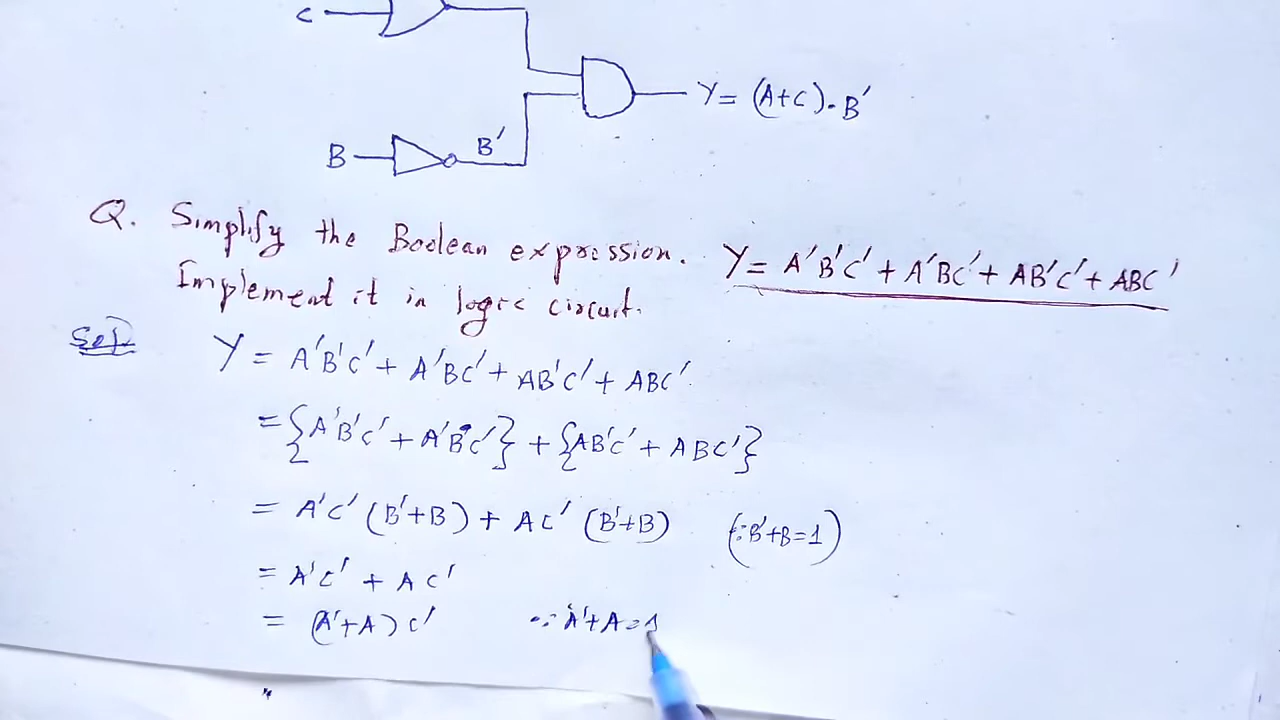 C
Y = (A+C).B'
B
B'
Q. Simplify the Boolean expression. Y = A'B'C' + A'BC' + AB'C' + ABC'
Implement it in logic circuit.
Sol
Y = A'B'C' + A'BC' + AB'C' + ABC'
= {A'B'C' + A'BC'} + {AB'C' + ABC'}
= A'C' (B'+B) + AC' (B'+B) (∵B'+B=1)
= A'C' + AC'
= (A'+A)C' ∵ A'+A=1